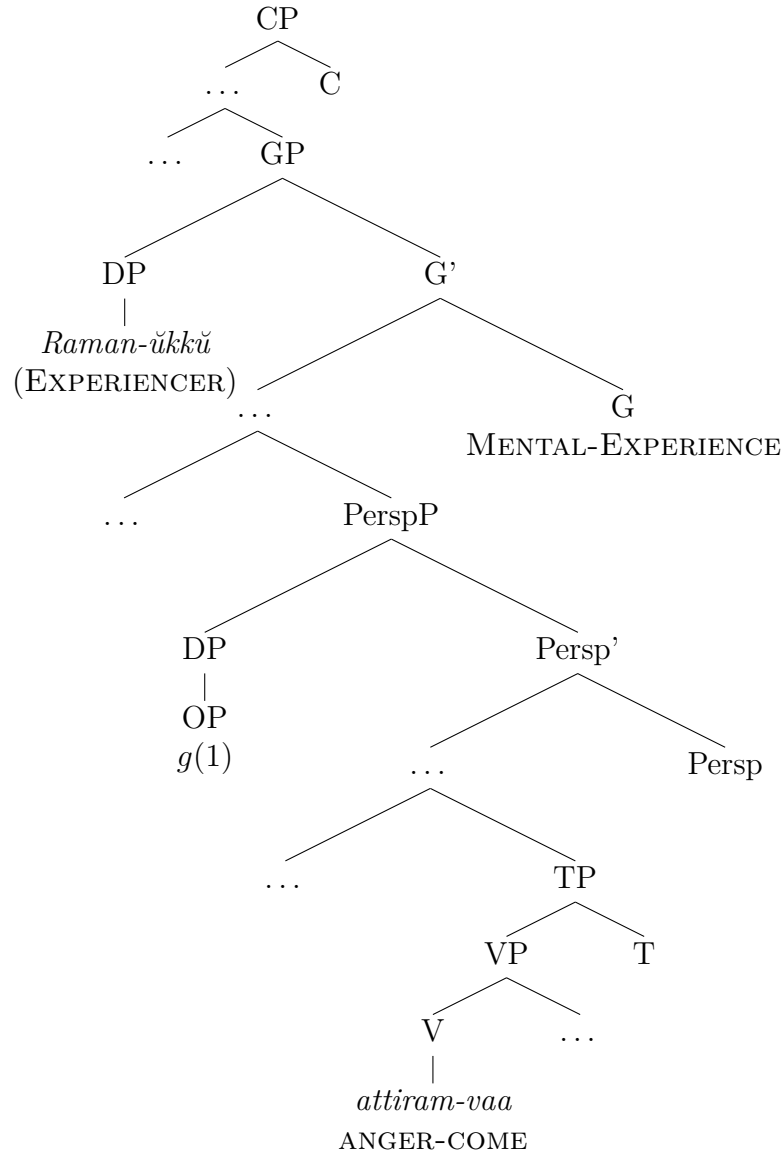 CP
… C
… GP
DP G’
Raman-ŭkkŭ
(EXPERIENCER)
… G
MENTAL-EXPERIENCE
… PerspP
DP Persp’
OP
g(1)
… Persp
… TP
VP T
V …
attiram-vaa
ANGER-COME